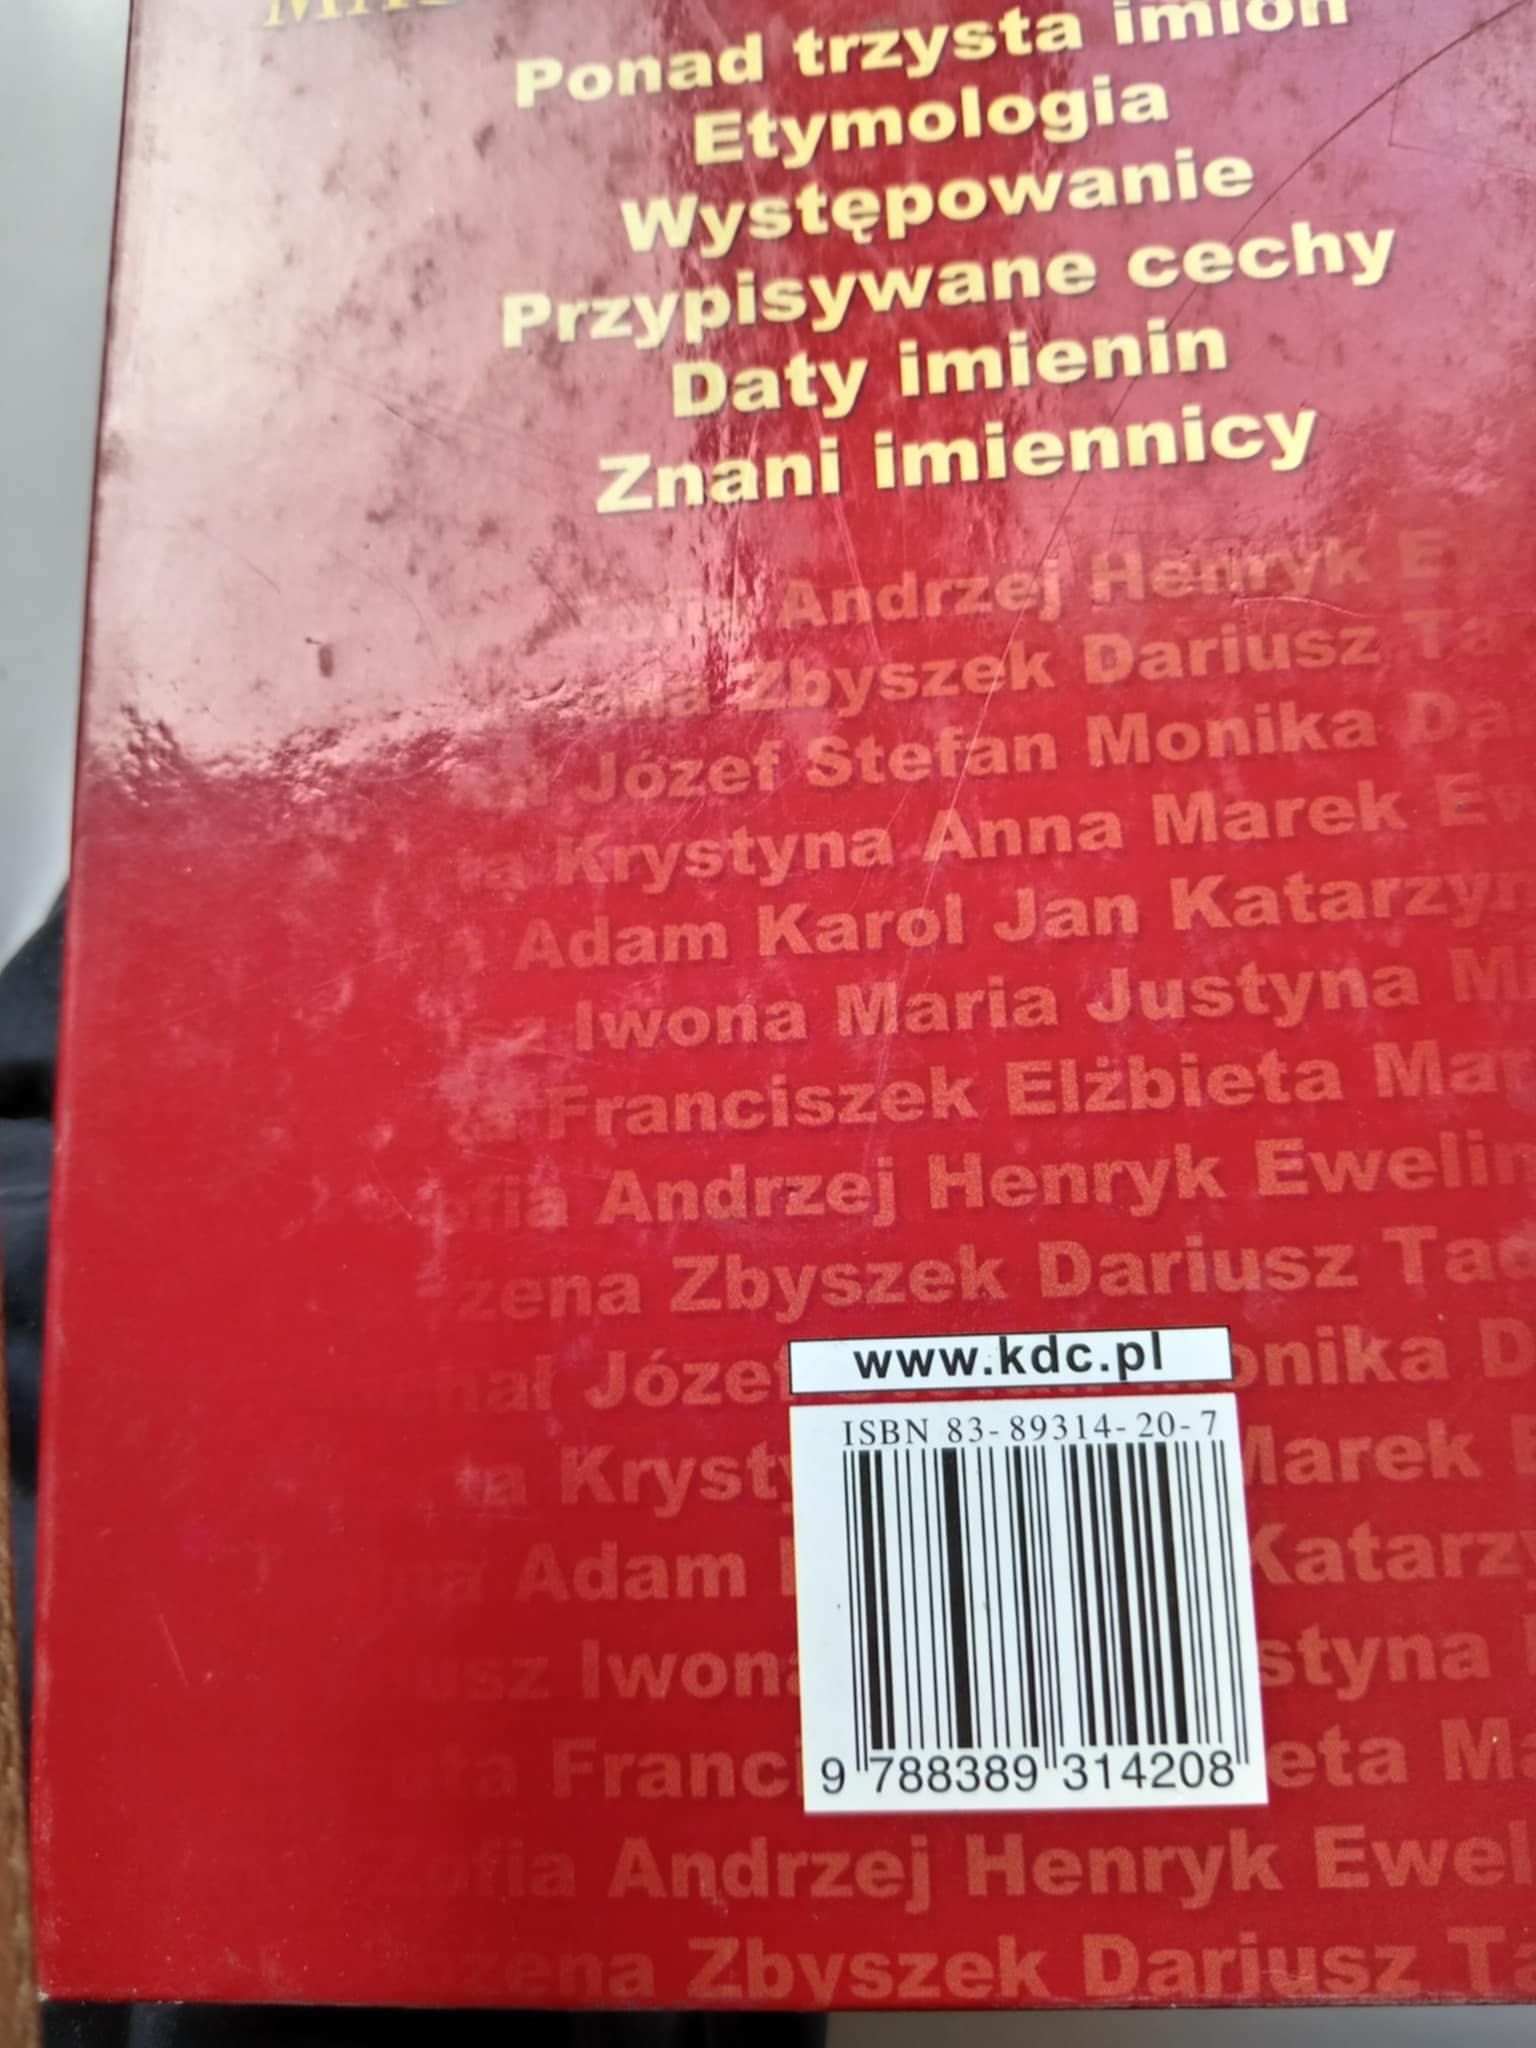 Ponad trzysta imion
Etymologia
Występowanie
Przypisywane cechy
Daty imienin
Znani imiennicy
Andrzej Henryk
Zbyszek Dariusz
Józef Stefan Monika
Krystyna Anna Marek
Adam Karol Jan
Iwona Maria Justyna
Franciszek Elżbieta
Andrzej Henryk
Zbyszek Dariusz
www.kdc.pl
ISBN 83-89314-20-7
Marek
Adam
9 788389 314208
Zofia Andrzej Henryk
Zbyszek Dariusz